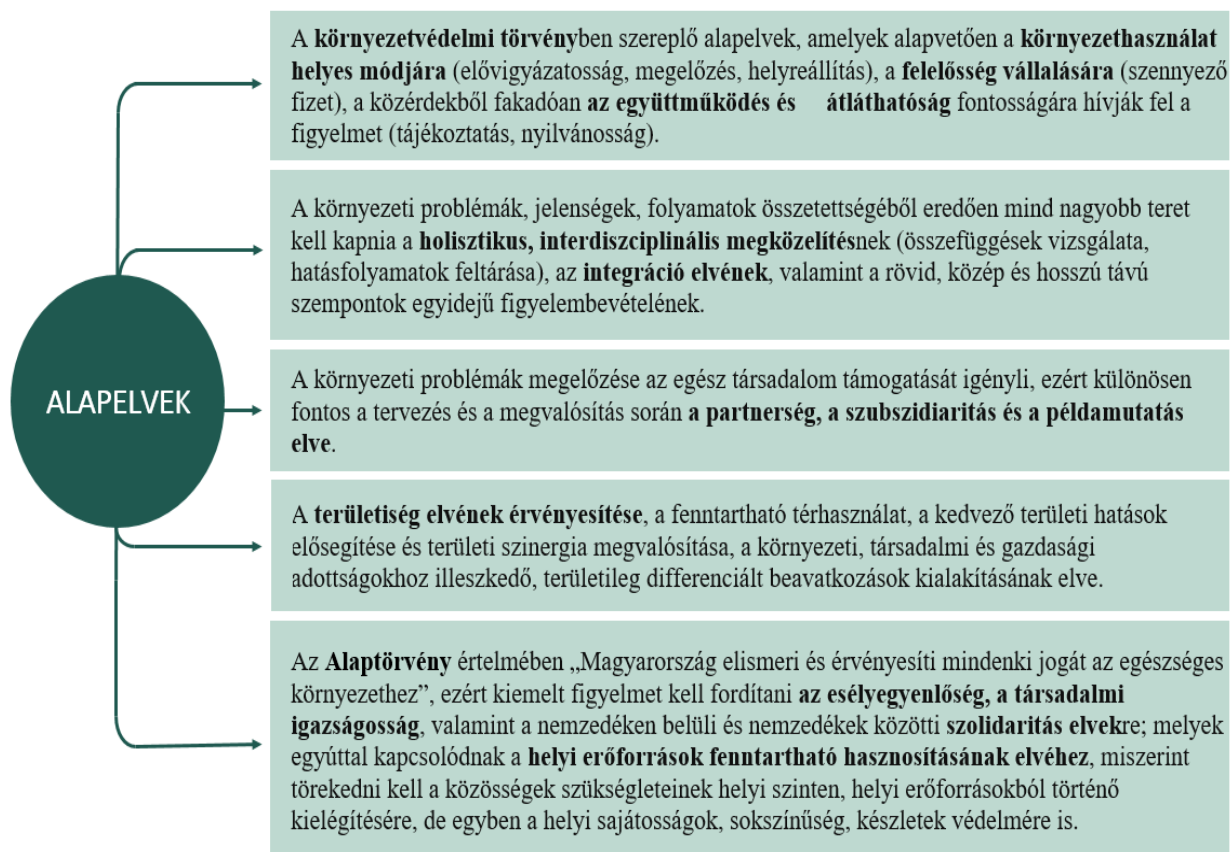 A környezetvédelmi törvényben szereplő alapelvek, amelyek alapvetően a környezethasználat
helyes módjára (elővigyázatosság, megelőzés, helyreállítás), a felelősség vállalására (szennyező
fizet), a közérdekből fakadóan az együttműködés és átláthatóság fontosságára hívják fel a
figyelmet (tájékoztatás, nyilvánosság).
A környezeti problémák, jelenségek, folyamatok összetettségéből eredően mind nagyobb teret
kell kapnia a holisztikus, interdiszciplinális megközelítésnek (összefüggések vizsgálata,
hatásfolyamatok feltárása), az integráció elvének, valamint a rövid, közép és hosszú távú
szempontok egyidejű figyelembevételének.
ALAPELVEK
A környezeti problémák megelőzése az egész társadalom támogatását igényli, ezért különösen
fontos a tervezés és a megvalósítás során a partnerség, a szubszidiaritás és a példamutatás
elve.
A területiség elvének érvényesítése, a fenntartható térhasználat, a kedvező területi hatások
elősegítése és területi szinergia megvalósítása, a környezeti, társadalmi és gazdasági
adottságokhoz illeszkedő, területileg differenciált beavatkozások kialakításának elve.
Az Alaptörvény értelmében „Magyarország elismeri és érvényesíti mindenki jogát az egészséges
környezethez”, ezért kiemelt figyelmet kell fordítani az esélyegyenlőség, a társadalmi
igazságosság, valamint a nemzedéken belüli és nemzedékek közötti szolidaritás elvekre; melyek
egyúttal kapcsolódnak a helyi erőforrások fenntartható hasznosításának elvéhez, miszerint
törekedni kell a közösségek szükségleteinek helyi szinten, helyi erőforrásokból történő
kielégítésére, de egyben a helyi sajátosságok, sokszínűség, készletek védelmére is.